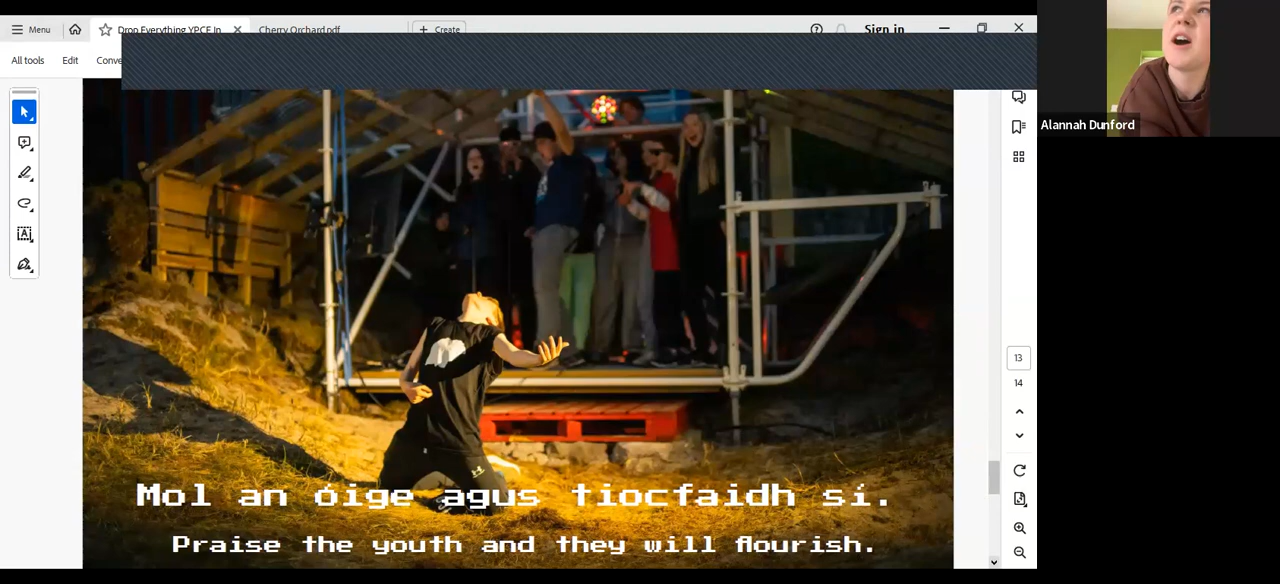 Menu
Drop Everything YPCE In
Cherry Orchard.pdf
Create
Sign in
All tools
Edit
Conve
Alannah Dunford
13
14
Mol an óige agus tiocfaidh sí.
Praise the youth and they will flourish.